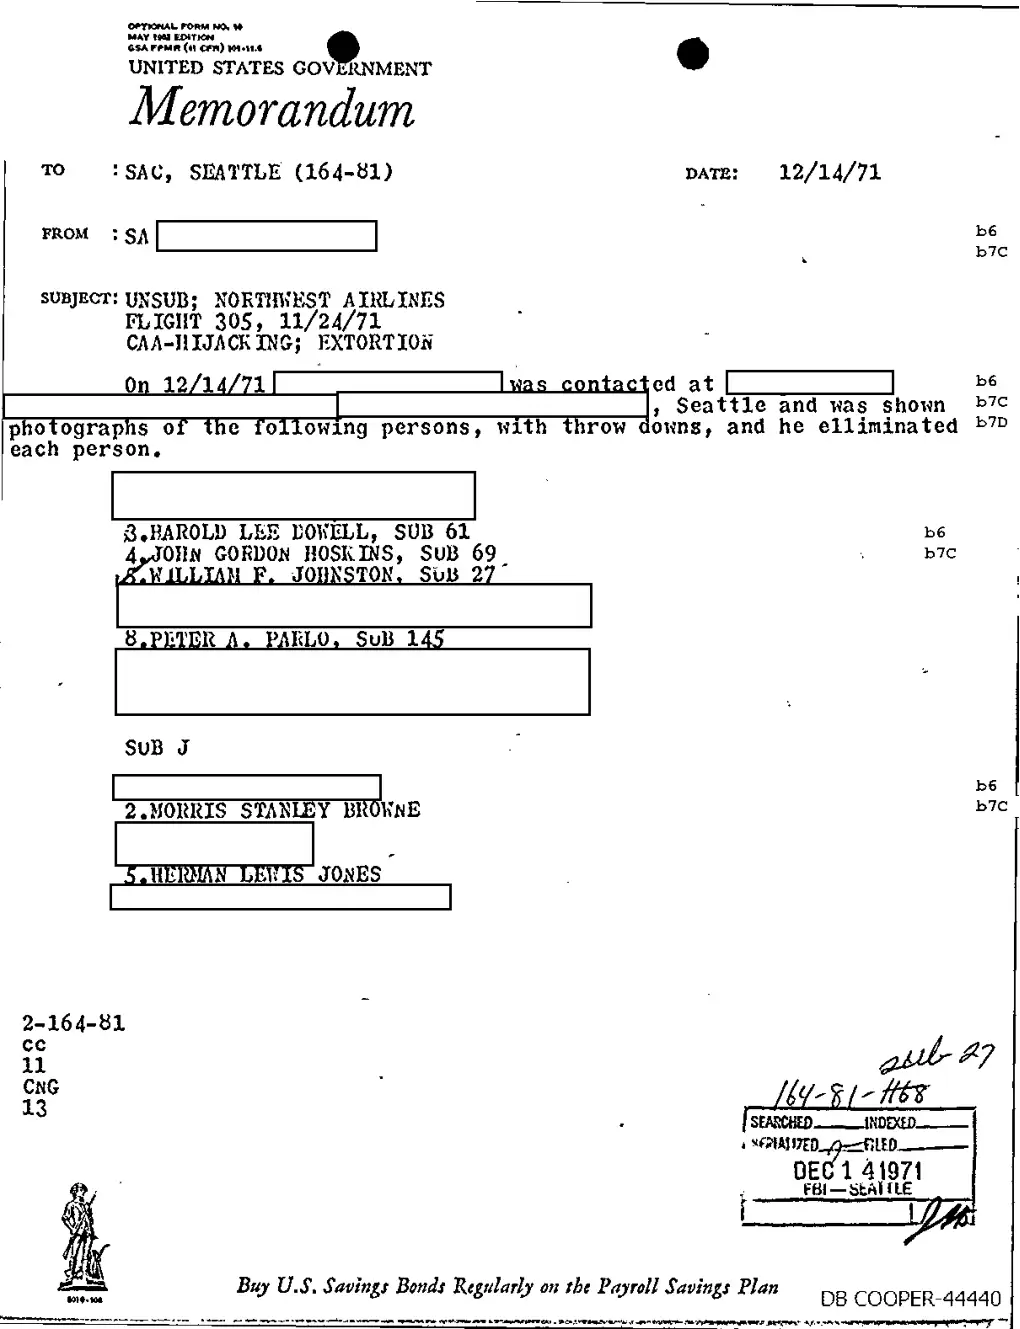 OPTIONAL FORM NO. 10
MAY 1962 EDITION
GSA FPMR (41 CFR) 101-11.6
UNITED STATES GOVERNMENT
Memorandum
TO : SAC, SEATTLE (164-81) DATE: 12/14/71
FROM : SA b6
b7C
SUBJECT: UNSUB; NORTHWEST AIRLINES
FLIGHT 305, 11/24/71
CAA-HIJACKING; EXTORTION
On 12/14/71 was contacted at b6
, Seattle and was shown b7C
photographs of the following persons, with throw downs, and he elliminated b7D
each person.
3.HAROLD LEE DOWELL, SUB 61 b6
4.JOHN GORDON HOSKINS, SUB 69 b7C
5.WILLIAM F. JOHNSTON, SUB 27
8.PETER A. PAELO, SUB 145
SUB J
b6
2.MORRIS STANLEY BROWNE b7C
5.HERMAN LEWIS JONES
2-164-81
cc
11
CNG
13
sub 27
164-81-1168
SEARCHED INDEXED
SERIALIZED FILED
DEC 14 1971
FBI—SEATTLE
Buy U.S. Savings Bonds Regularly on the Payroll Savings Plan
5010-108
DB COOPER-44440